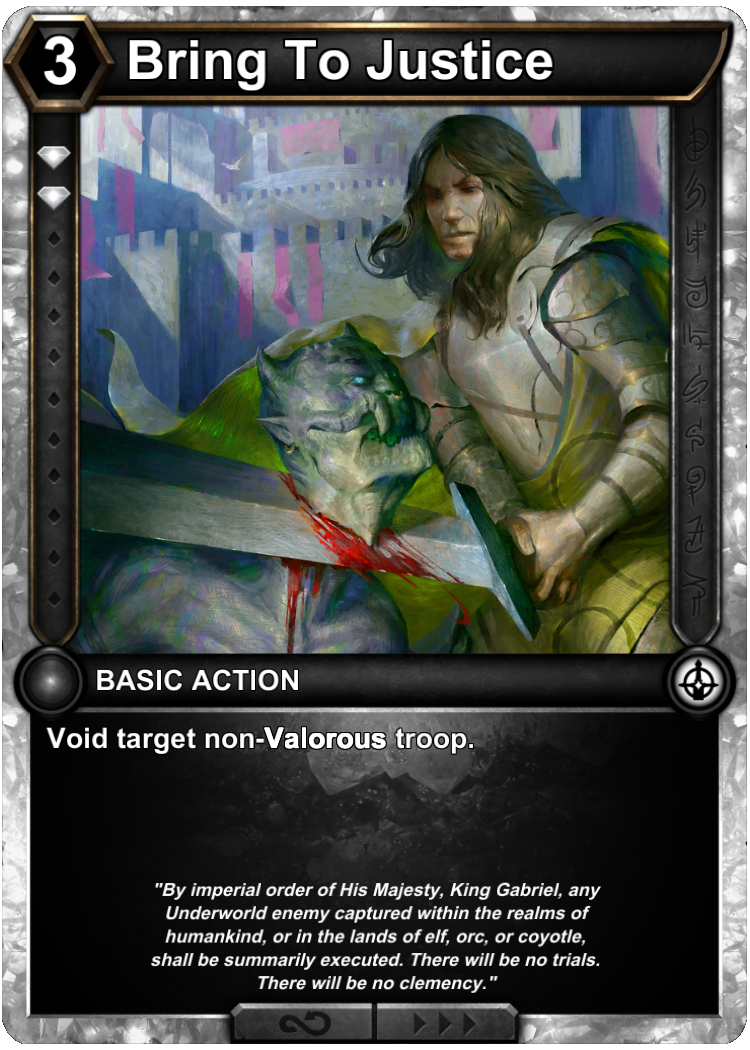 3
Bring To Justice
BASIC ACTION
Void target non-Valorous troop.
"By imperial order of His Majesty, King Gabriel, any
Underworld enemy captured within the realms of
humankind, or in the lands of elf, orc, or coyotle,
shall be summarily executed. There will be no trials.
There will be no clemency."